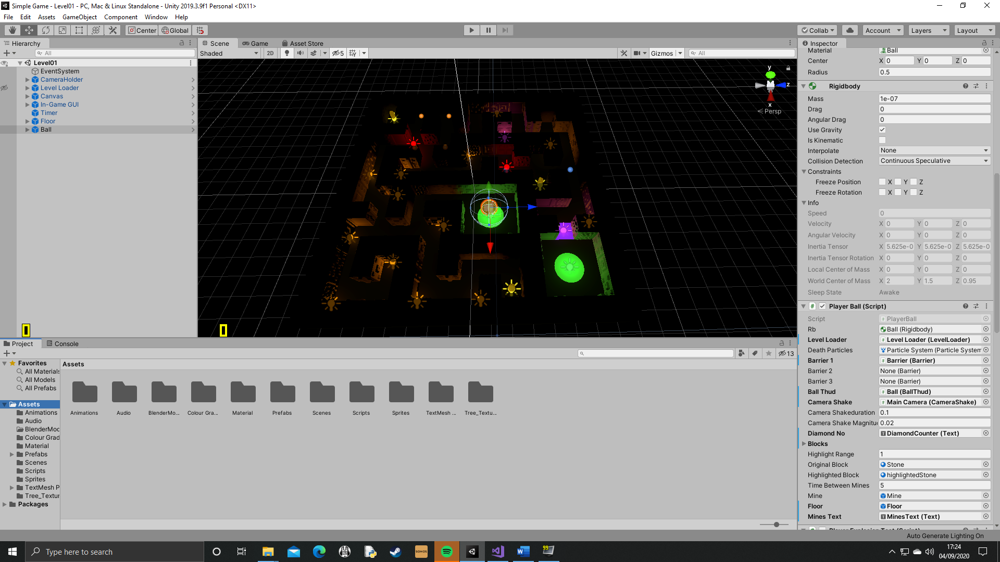 Simple Game - Level01 - PC, Mac & Linux Standalone - Unity 2019.3.9f1 Personal <DX11>
File Edit Assets GameObject Component Window Help
Center Global Collab Account Layers Layout
Hierarchy
All
Level01
EventSystem
CameraHolder
Level Loader
Canvas
In-Game GUI
Timer
Floor
Ball
Scene Game Asset Store
Shaded 2D 5 Gizmos All
y
z
x
Persp
Inspector
Material Ball
Center X 0 Y 0 Z 0
Radius 0.5
Rigidbody
Mass 1e-07
Drag 0
Angular Drag 0
Use Gravity
Is Kinematic
Interpolate None
Collision Detection Continuous Speculative
Constraints
Freeze Position X Y Z
Freeze Rotation X Y Z
Info
Speed 0
Velocity X 0 Y 0 Z 0
Angular Velocity X 0 Y 0 Z 0
Inertia Tensor X 5.625e-0 Y 5.625e-0 Z 5.625e-0
Inertia Tensor Rotation X 0 Y 0 Z 0
Local Center of Mass X 0 Y 0 Z 0
World Center of Mass X 2 Y 1.5 Z 0.95
Sleep State Awake
Player Ball (Script)
Script PlayerBall
Rb Ball (Rigidbody)
Level Loader Level Loader (LevelLoader)
Death Particles Particle System (Particle System
Barrier 1 Barrier (Barrier)
Barrier 2 None (Barrier)
Barrier 3 None (Barrier)
Ball Thud Ball (BallThud)
Camera Shake Main Camera (CameraShake)
Camera Shakeduration 0.1
Camera Shake Magnitu 0.02
Diamond No DiamondCounter (Text)
Blocks
Highlight Range 1
Original Block Stone
Highlighted Block highlightedStone
Time Between Mines 5
Mine Mine
Floor Floor
Mines Text MinesText (Text)
Project Console
13
Favorites
All Materials
All Models
All Prefabs
Assets
Animations
Audio
BlenderMod
Colour Grad
Material
Prefabs
Scenes
Scripts
Sprites
TextMesh P
Tree_Textur
Packages
Assets
Animations Audio BlenderMo... Colour Gra... Material Prefabs Scenes Scripts Sprites TextMesh ... Tree_Textu...
Auto Generate Lighting On
Type here to search
SONOS
99
17:24
04/09/2020